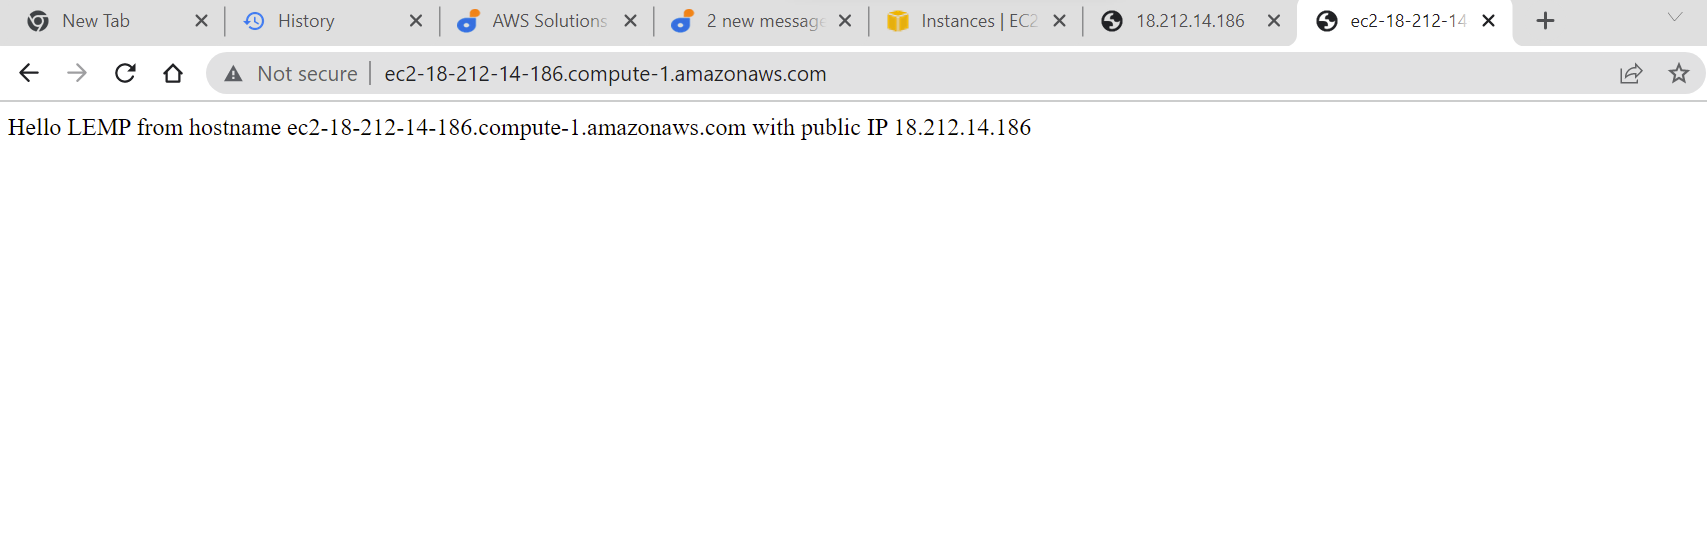 New Tab
History
AWS Solutions
2 new message
Instances | EC2
18.212.14.186
ec2-18-212-14
Not secure
ec2-18-212-14-186.compute-1.amazonaws.com
Hello LEMP from hostname ec2-18-212-14-186.compute-1.amazonaws.com with public IP 18.212.14.186